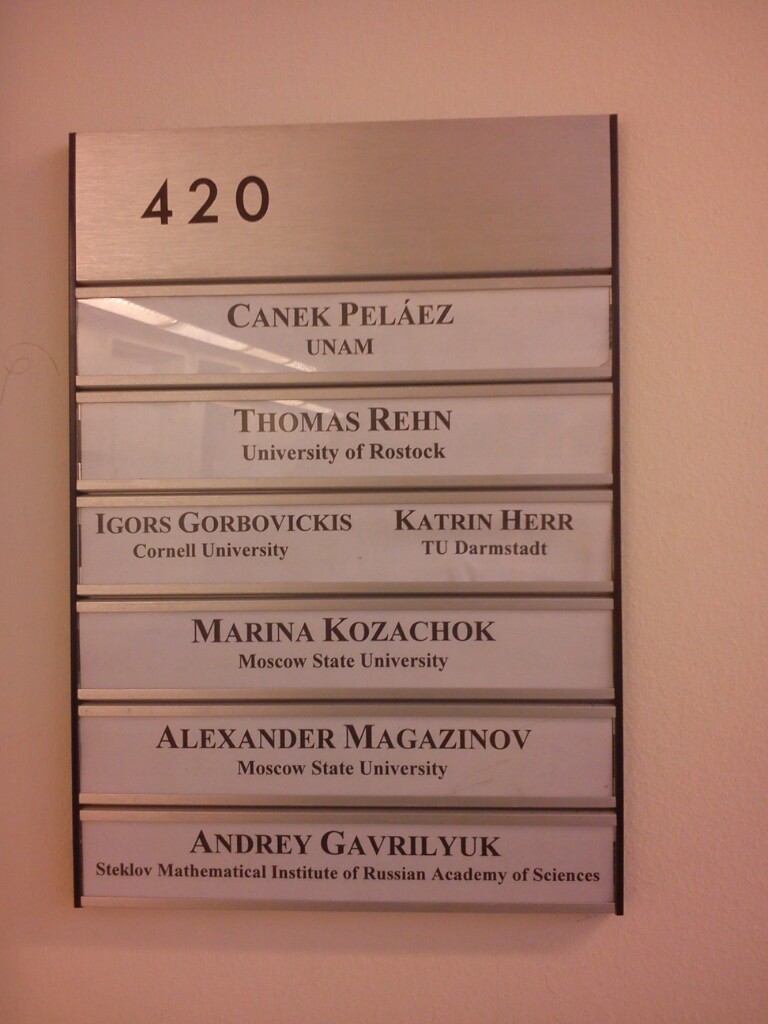 420
CANEK PELÁEZ
UNAM
THOMAS REHN
University of Rostock
IGORS GORBOVICKIS
Cornell University
KATRIN HERR
TU Darmstadt
MARINA KOZACHOK
Moscow State University
ALEXANDER MAGAZINOV
Moscow State University
ANDREY GAVRILYUK
Steklov Mathematical Institute of Russian Academy of Sciences